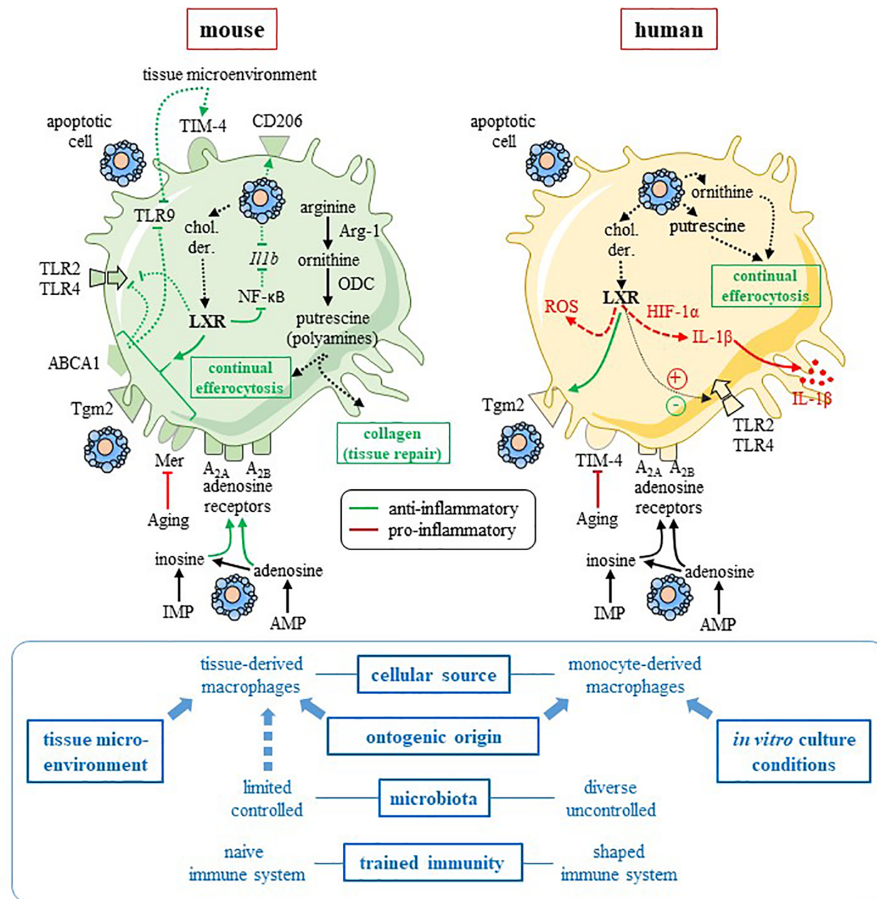 mouse
tissue microenvironment
apoptotic
cell
TIM-4
CD206
TLR9
chol.
der.
Il1b
NF-κB
LXR
arginine
Arg-1
ornithine
ODC
putrescine
(polyamines)
TLR2
TLR4
ABCA1
continual
efferocytosis
Tgm2
collagen
(tissue repair)
Mer
A2A
A2B
adenosine
receptors
Aging
inosine
adenosine
IMP
AMP
human
apoptotic
cell
ornithine
putrescine
chol.
der.
continual
efferocytosis
LXR
ROS
HIF-1α
IL-1β
IL-1β
+
-
Tgm2
TLR2
TLR4
TIM-4
A2A
A2B
adenosine
receptors
Aging
inosine
adenosine
IMP
AMP
anti-inflammatory
pro-inflammatory
tissue-derived
macrophages
cellular source
monocyte-derived
macrophages
tissue micro-
environment
ontogenic origin
in vitro culture
conditions
limited
controlled
microbiota
diverse
uncontrolled
naive
immune system
trained immunity
shaped
immune system